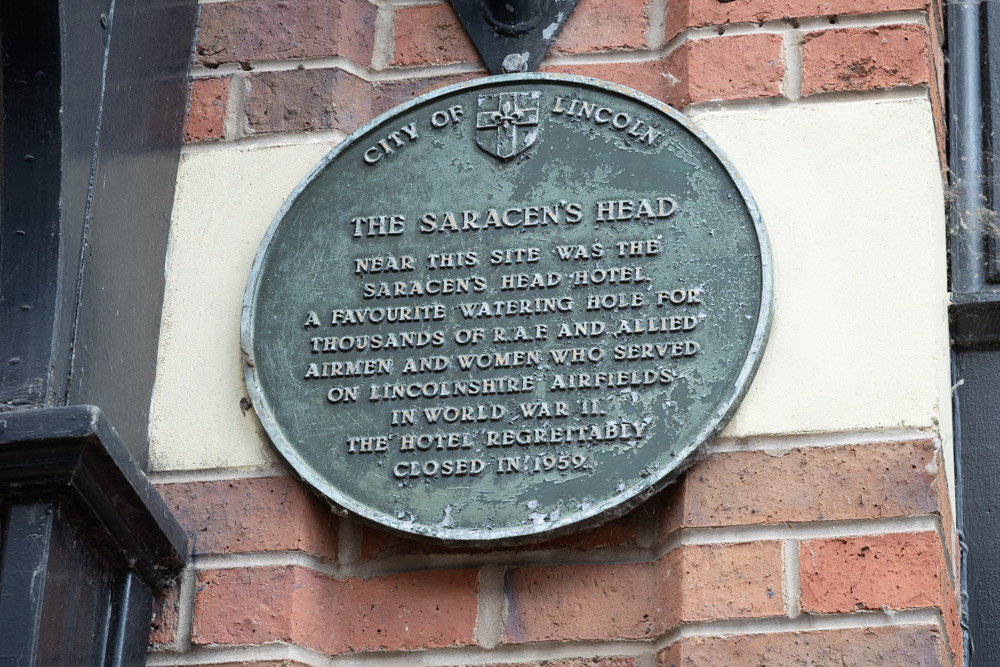 CITY OF LINCOLN
THE SARACEN'S HEAD
NEAR THIS SITE WAS THE
SARACEN'S HEAD HOTEL,
A FAVOURITE WATERING HOLE FOR
THOUSANDS OF R.A.F. AND ALLIED
AIRMEN AND WOMEN WHO SERVED
ON LINCOLNSHIRE AIRFIELDS
IN WORLD WAR II.
THE HOTEL REGRETTABLY
CLOSED IN 1959.